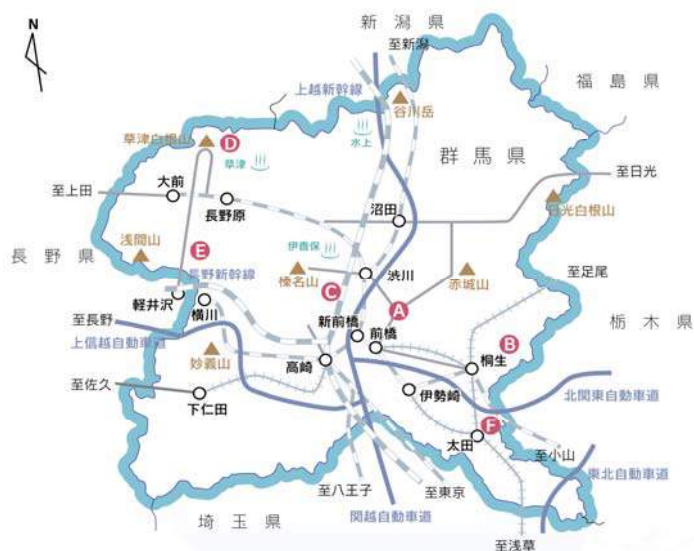 新潟県
N
至新潟
上越新幹線
福島県
谷川岳
草津白根山
D
水上
群馬県
草津
大前
至日光
至上田
長野原
沼田
日光白根山
浅間山
E
伊香保
至足尾
長野県
長野新幹線
榛名山
渋川
赤城山
C
軽井沢
横川
A
新前橋
栃木県
至長野
前橋
B
上信越自動車道
妙義山
高崎
桐生
至佐久
下仁田
伊勢崎
北関東自動車道
F
太田
至小山
東北自動車道
至八王子
至東京
埼玉県
関越自動車道
至浅草